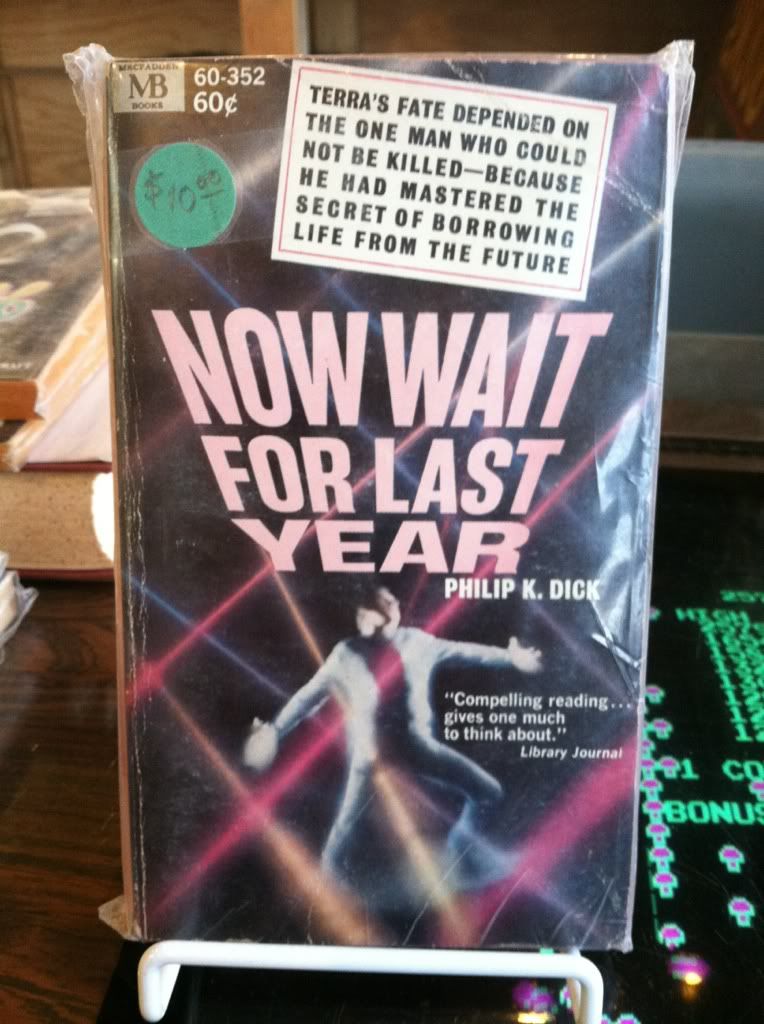 MACFADDEN
MB
BOOKS
60-352
60¢
$10.00
TERRA'S FATE DEPENDED ON
THE ONE MAN WHO COULD
NOT BE KILLED—BECAUSE
HE HAD MASTERED THE
SECRET OF BORROWING
LIFE FROM THE FUTURE
NOW WAIT
FOR LAST
YEAR
PHILIP K. DICK
"Compelling reading...
gives one much
to think about."
Library Journal
HIGH
1 CO
BONUS